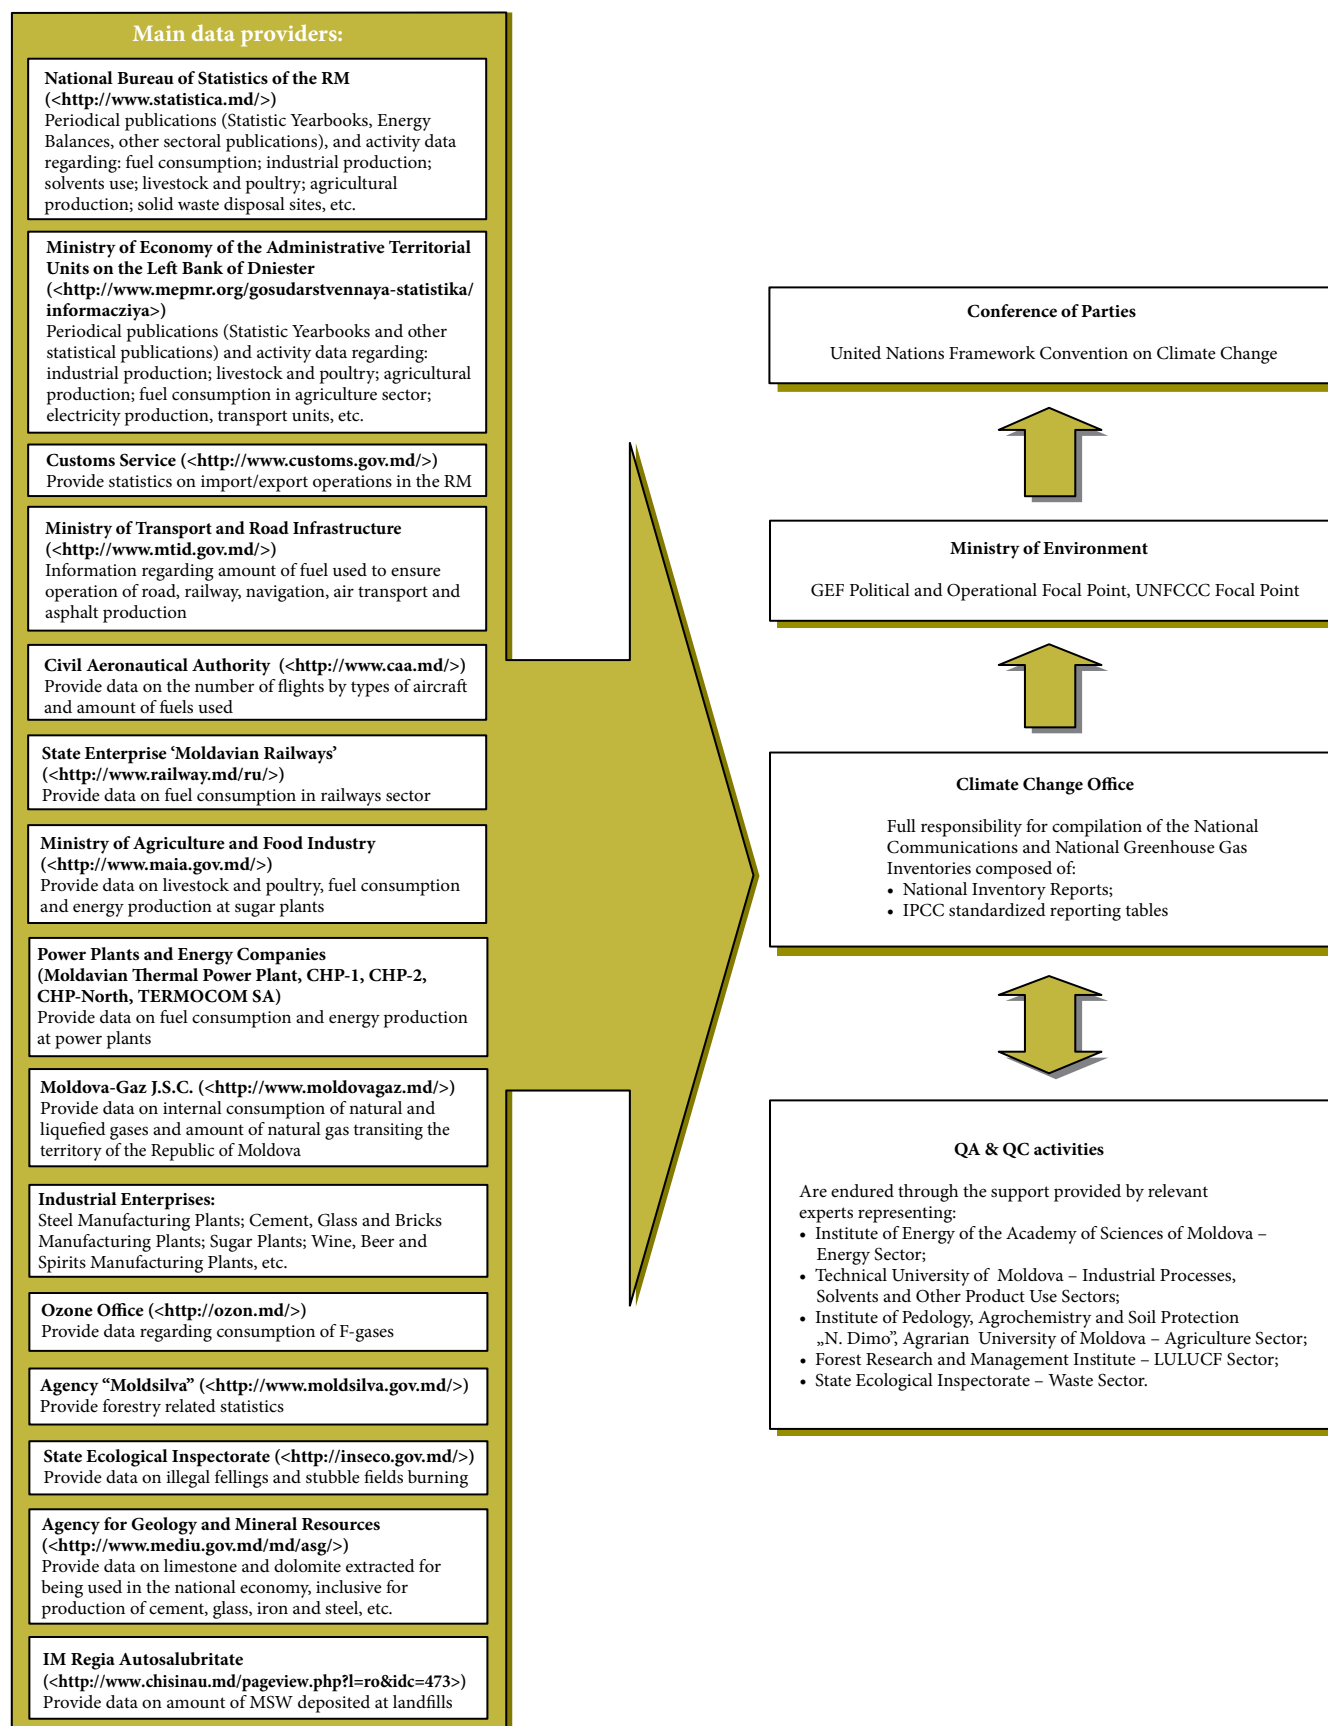 Main data providers:
National Bureau of Statistics of the RM
(<http://www.statistica.md/>)
Periodical publications (Statistic Yearbooks, Energy
Balances, other sectoral publications), and activity data
regarding: fuel consumption; industrial production;
solvents use; livestock and poultry; agricultural
production; solid waste disposal sites, etc.
Ministry of Economy of the Administrative Territorial
Units on the Left Bank of Dniester
(<http://www.mepmr.org/gosudarstvennaya-statistika/
informacziya>)
Periodical publications (Statistic Yearbooks and other
statistical publications) and activity data regarding:
industrial production; livestock and poultry; agricultural
production; fuel consumption in agriculture sector;
electricity production, transport units, etc.
Customs Service (<http://www.customs.gov.md/>)
Provide statistics on import/export operations in the RM
Ministry of Transport and Road Infrastructure
(<http://www.mtid.gov.md/>)
Information regarding amount of fuel used to ensure
operation of road, railway, navigation, air transport and
asphalt production
Civil Aeronautical Authority (<http://www.caa.md/>)
Provide data on the number of flights by types of aircraft
and amount of fuels used
State Enterprise ‘Moldavian Railways’
(<http://www.railway.md/ru/>)
Provide data on fuel consumption in railways sector
Ministry of Agriculture and Food Industry
(<http://www.maia.gov.md/>)
Provide data on livestock and poultry, fuel consumption
and energy production at sugar plants
Power Plants and Energy Companies
(Moldavian Thermal Power Plant, CHP-1, CHP-2,
CHP-North, TERMOCOM SA)
Provide data on fuel consumption and energy production
at power plants
Moldova-Gaz J.S.C. (<http://www.moldovagaz.md/>)
Provide data on internal consumption of natural and
liquefied gases and amount of natural gas transiting the
territory of the Republic of Moldova
Industrial Enterprises:
Steel Manufacturing Plants; Cement, Glass and Bricks
Manufacturing Plants; Sugar Plants; Wine, Beer and
Spirits Manufacturing Plants, etc.
Ozone Office (<http://ozon.md/>)
Provide data regarding consumption of F-gases
Agency “Moldsilva” (<http://www.moldsilva.gov.md/>)
Provide forestry related statistics
State Ecological Inspectorate (<http://inseco.gov.md/>)
Provide data on illegal fellings and stubble fields burning
Agency for Geology and Mineral Resources
(<http://www.mediu.gov.md/md/asg/>)
Provide data on limestone and dolomite extracted for
being used in the national economy, inclusive for
production of cement, glass, iron and steel, etc.
IM Regia Autosalubritate
(<http://www.chisinau.md/pageview.php?l=ro&idc=473>)
Provide data on amount of MSW deposited at landfills
Conference of Parties
United Nations Framework Convention on Climate Change
Ministry of Environment
GEF Political and Operational Focal Point, UNFCCC Focal Point
Climate Change Office
Full responsibility for compilation of the National
Communications and National Greenhouse Gas
Inventories composed of:
• National Inventory Reports;
• IPCC standardized reporting tables
QA & QC activities
Are endured through the support provided by relevant
experts representing:
• Institute of Energy of the Academy of Sciences of Moldova –
Energy Sector;
• Technical University of Moldova – Industrial Processes,
Solvents and Other Product Use Sectors;
• Institute of Pedology, Agrochemistry and Soil Protection
„N. Dimo”, Agrarian University of Moldova – Agriculture Sector;
• Forest Research and Management Institute – LULUCF Sector;
• State Ecological Inspectorate – Waste Sector.